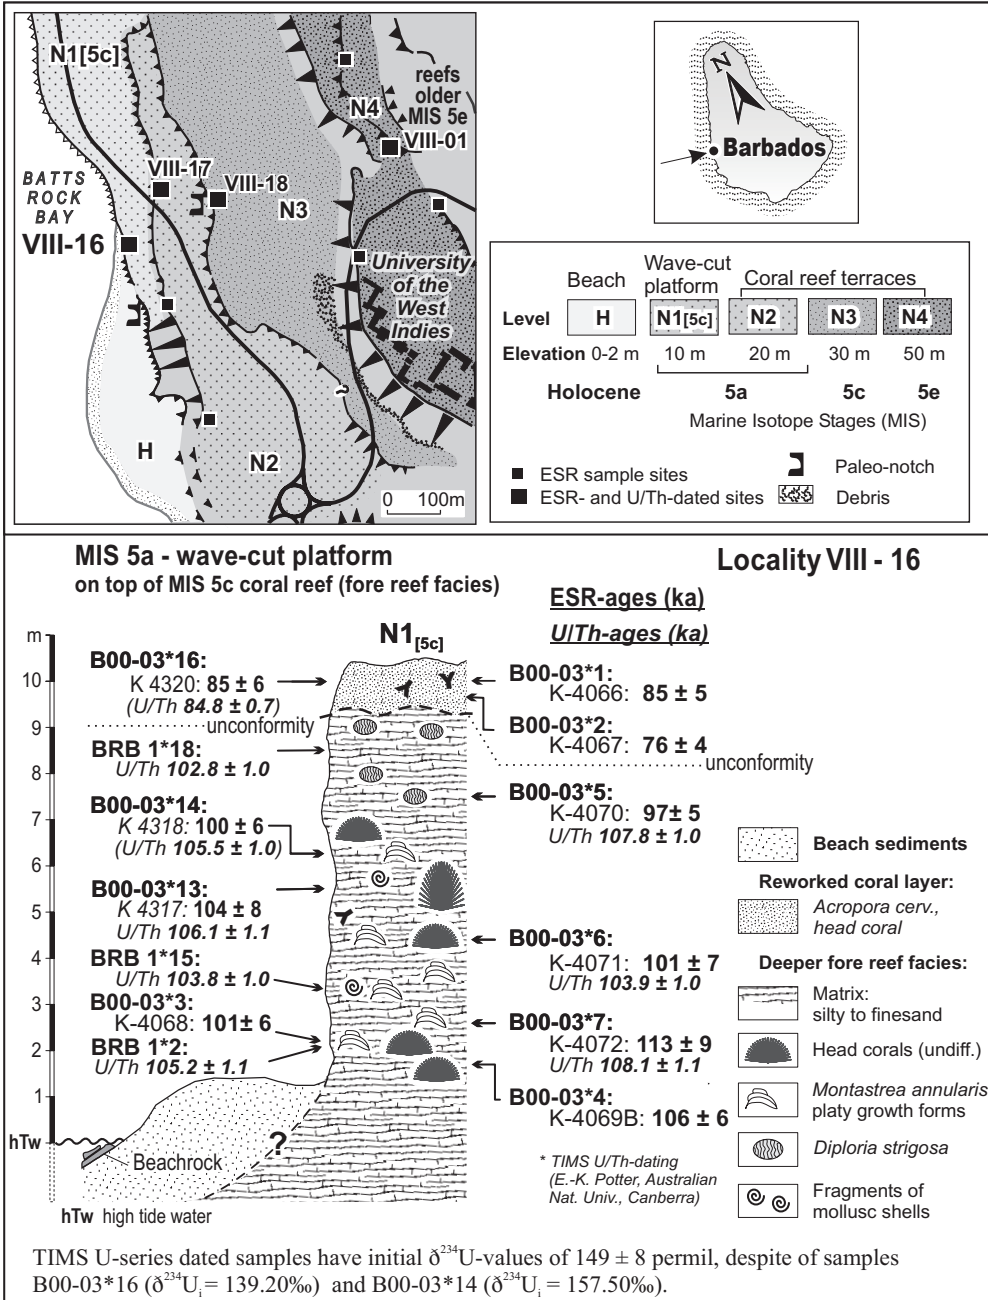 N1[5c]
reefs
older
MIS 5e
N4
VIII-01
VIII-17
VIII-18
BATTS
ROCK
BAY
N3
VIII-16
University
of the
West
Indies
H
N2
~
0 100m
N
Barbados
Beach
Wave-cut
platform
Coral reef terraces
Level H N1[5c] N2 N3 N4
Elevation 0-2 m 10 m 20 m 30 m 50 m
Holocene 5a 5c 5e
Marine Isotope Stages (MIS)
ESR sample sites
Paleo-notch
ESR- and U/Th-dated sites
Debris
MIS 5a - wave-cut platform
on top of MIS 5c coral reef (fore reef facies)
Locality VIII - 16
ESR-ages (ka)
U/Th-ages (ka)
N1[5c]
m
10
9
8
7
6
5
4
3
2
1
hTw
B00-03*16:
K 4320: 85 ± 6
(U/Th 84.8 ± 0.7)
unconformity
BRB 1*18:
U/Th 102.8 ± 1.0
B00-03*14:
K 4318: 100 ± 6
(U/Th 105.5 ± 1.0)
B00-03*13:
K 4317: 104 ± 8
U/Th 106.1 ± 1.1
BRB 1*15:
U/Th 103.8 ± 1.0
B00-03*3:
K-4068: 101± 6
BRB 1*2:
U/Th 105.2 ± 1.1
B00-03*1:
K-4066: 85 ± 5
B00-03*2:
K-4067: 76 ± 4
unconformity
B00-03*5:
K-4070: 97± 5
U/Th 107.8 ± 1.0
B00-03*6:
K-4071: 101 ± 7
U/Th 103.9 ± 1.0
B00-03*7:
K-4072: 113 ± 9
U/Th 108.1 ± 1.1
B00-03*4:
K-4069B: 106 ± 6
* TIMS U/Th-dating
(E.-K. Potter, Australian
Nat. Univ., Canberra)
Beach sediments
Reworked coral layer:
Acropora cerv.,
head coral
Deeper fore reef facies:
Matrix:
silty to finesand
Head corals (undiff.)
Montastrea annularis
platy growth forms
Diploria strigosa
Fragments of
mollusc shells
?
Beachrock
hTw high tide water
TIMS U-series dated samples have initial ð²³⁴U-values of 149 ± 8 permil, despite of samples
B00-03*16 (ð²³⁴Uᵢ = 139.20‰) and B00-03*14 (ð²³⁴Uᵢ = 157.50‰).